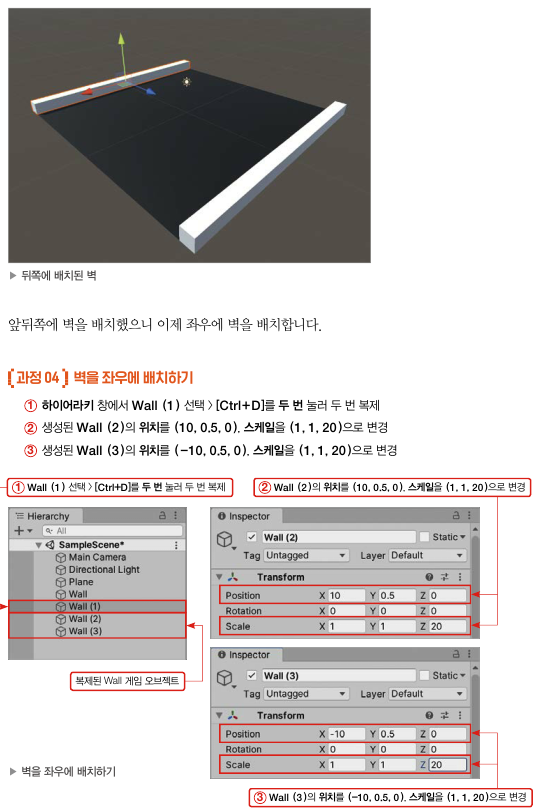 ▶ 뒤쪽에 배치된 벽
앞뒤쪽에 벽을 배치했으니 이제 좌우에 벽을 배치합니다.
과정 04 벽을 좌우에 배치하기
① 하이어라키 창에서 Wall (1) 선택 > [Ctrl+D]를 두 번 눌러 두 번 복제
② 생성된 Wall (2)의 위치를 (10, 0.5, 0), 스케일을 (1, 1, 20)으로 변경
③ 생성된 Wall (3)의 위치를 (-10, 0.5, 0), 스케일을 (1, 1, 20)으로 변경
① Wall (1) 선택 > [Ctrl+D]를 두 번 눌러 두 번 복제
Hierarchy
All
SampleScene*
Main Camera
Directional Light
Plane
Wall
Wall (1)
Wall (2)
Wall (3)
복제된 Wall 게임 오브젝트
② Wall (2)의 위치를 (10, 0.5, 0), 스케일을 (1, 1, 20)으로 변경
Inspector
Wall (2) Static
Tag Untagged Layer Default
Transform
Position X 10 Y 0.5 Z 0
Rotation X 0 Y 0 Z 0
Scale X 1 Y 1 Z 20
Inspector
Wall (3) Static
Tag Untagged Layer Default
Transform
Position X -10 Y 0.5 Z 0
Rotation X 0 Y 0 Z 0
Scale X 1 Y 1 Z 20
▶ 벽을 좌우에 배치하기
③ Wall (3)의 위치를 (-10, 0.5, 0), 스케일을 (1, 1, 20)으로 변경